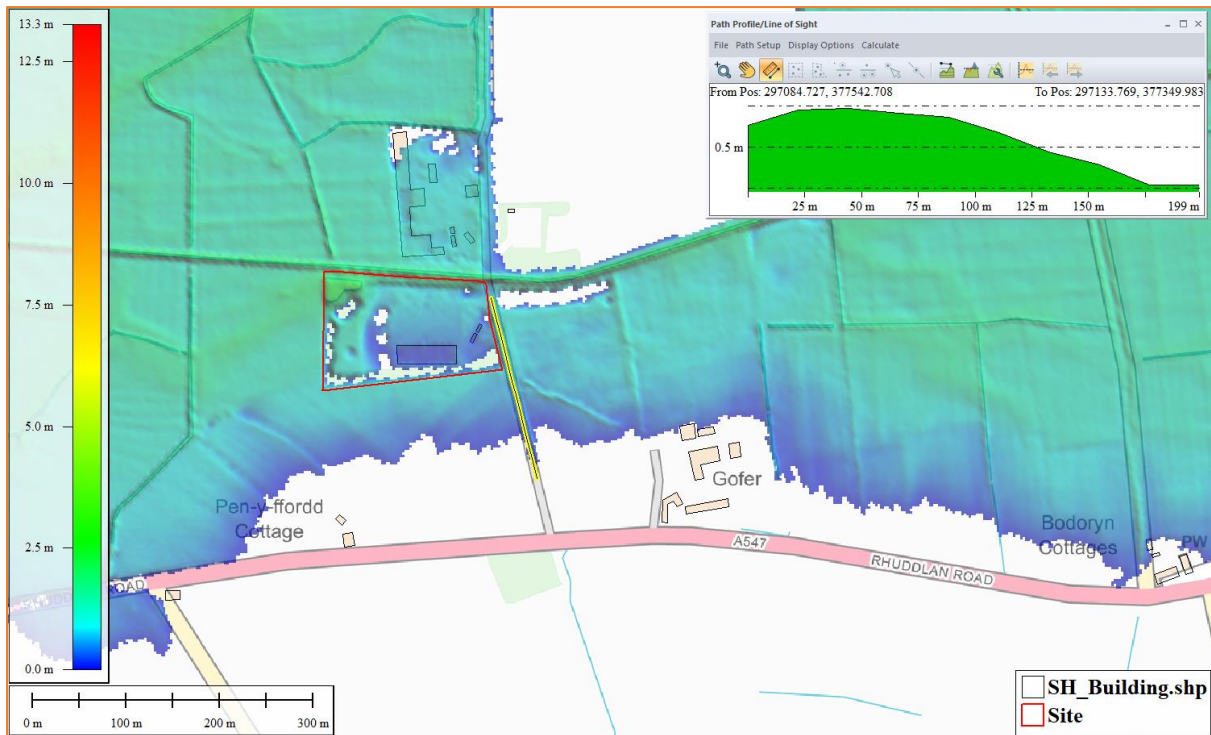 13.3 m
12.5 m
10.0 m
7.5 m
5.0 m
2.5 m
0.0 m
Path Profile/Line of Sight
File Path Setup Display Options Calculate
From Pos: 297084.727, 377542.708 To Pos: 297133.769, 377349.983
0.5 m
25 m 50 m 75 m 100 m 125 m 150 m 199 m
Pen-y-ffordd
Cottage
Gofer
Bodoryn
Cottages
PW
A547
RHUDDLAN ROAD
ROAD
0 m 100 m 200 m 300 m
SH_Building.shp
Site